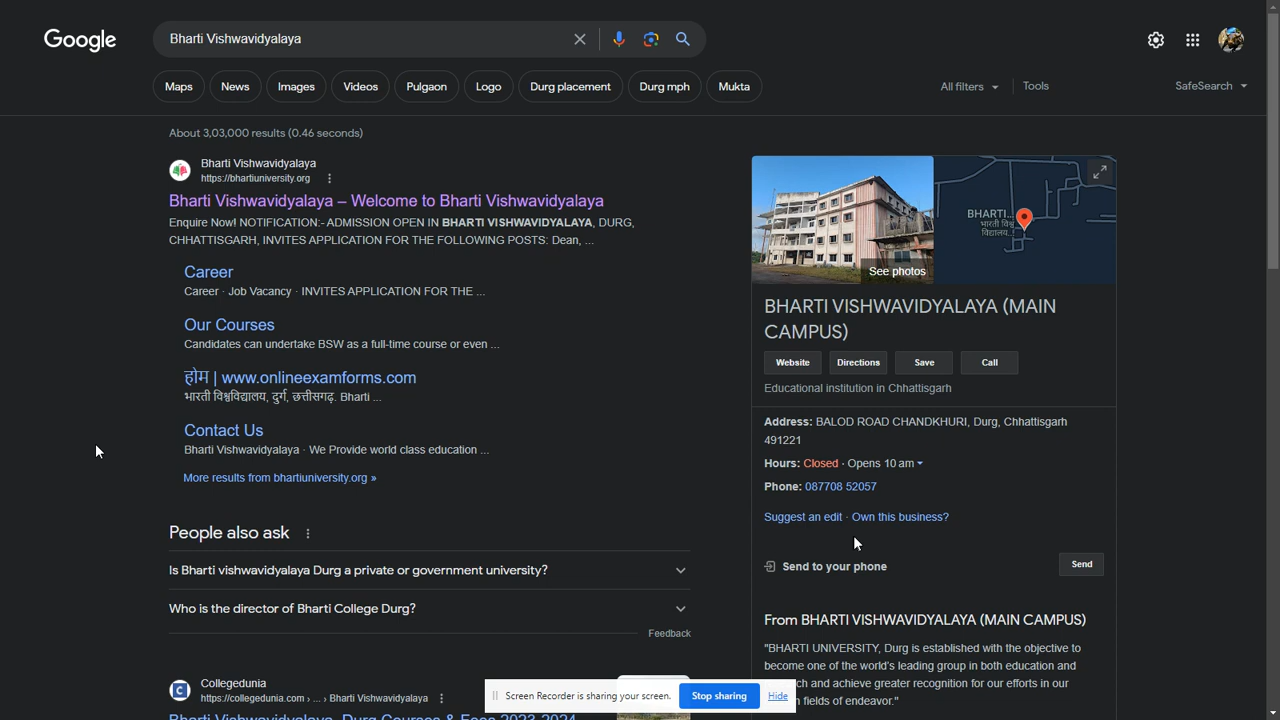 Google
Bharti Vishwavidyalaya
Maps
News
Images
Videos
Pulgaon
Logo
Durg placement
Durg mph
Mukta
All filters
Tools
SafeSearch
About 3,03,000 results (0.46 seconds)
Bharti Vishwavidyalaya
https://bhartiuniversity.org
Bharti Vishwavidyalaya – Welcome to Bharti Vishwavidyalaya
Enquire Now! NOTIFICATION:- ADMISSION OPEN IN BHARTI VISHWAVIDYALAYA, DURG,
CHHATTISGARH, INVITES APPLICATION FOR THE FOLLOWING POSTS: Dean, ...
Career
Career · Job Vacancy · INVITES APPLICATION FOR THE ...
Our Courses
Candidates can undertake BSW as a full-time course or even ...
होम | www.onlineexamforms.com
भारती विश्वविद्यालय, दुर्ग, छत्तीसगढ़. Bharti ...
Contact Us
Bharti Vishwavidyalaya · We Provide world class education ...
More results from bhartiuniversity.org »
People also ask
Is Bharti vishwavidyalaya Durg a private or government university?
Who is the director of Bharti College Durg?
Feedback
Collegedunia
https://collegedunia.com › ... › Bharti Vishwavidyalaya
Bharti Vishwavidyalaya, Durg Courses & Fees 2023-2024
See photos
BHARTI...
भारती विश्व
विद्यालय...
BHARTI VISHWAVIDYALAYA (MAIN
CAMPUS)
Website
Directions
Save
Call
Educational institution in Chhattisgarh
Address: BALOD ROAD CHANDKHURI, Durg, Chhattisgarh
491221
Hours: Closed · Opens 10 am
Phone: 087708 52057
Suggest an edit · Own this business?
Send to your phone
Send
From BHARTI VISHWAVIDYALAYA (MAIN CAMPUS)
"BHARTI UNIVERSITY, Durg is established with the objective to
become one of the world's leading group in both education and
ch and achieve greater recognition for our efforts in our
fields of endeavor."
Screen Recorder is sharing your screen.
Stop sharing
Hide